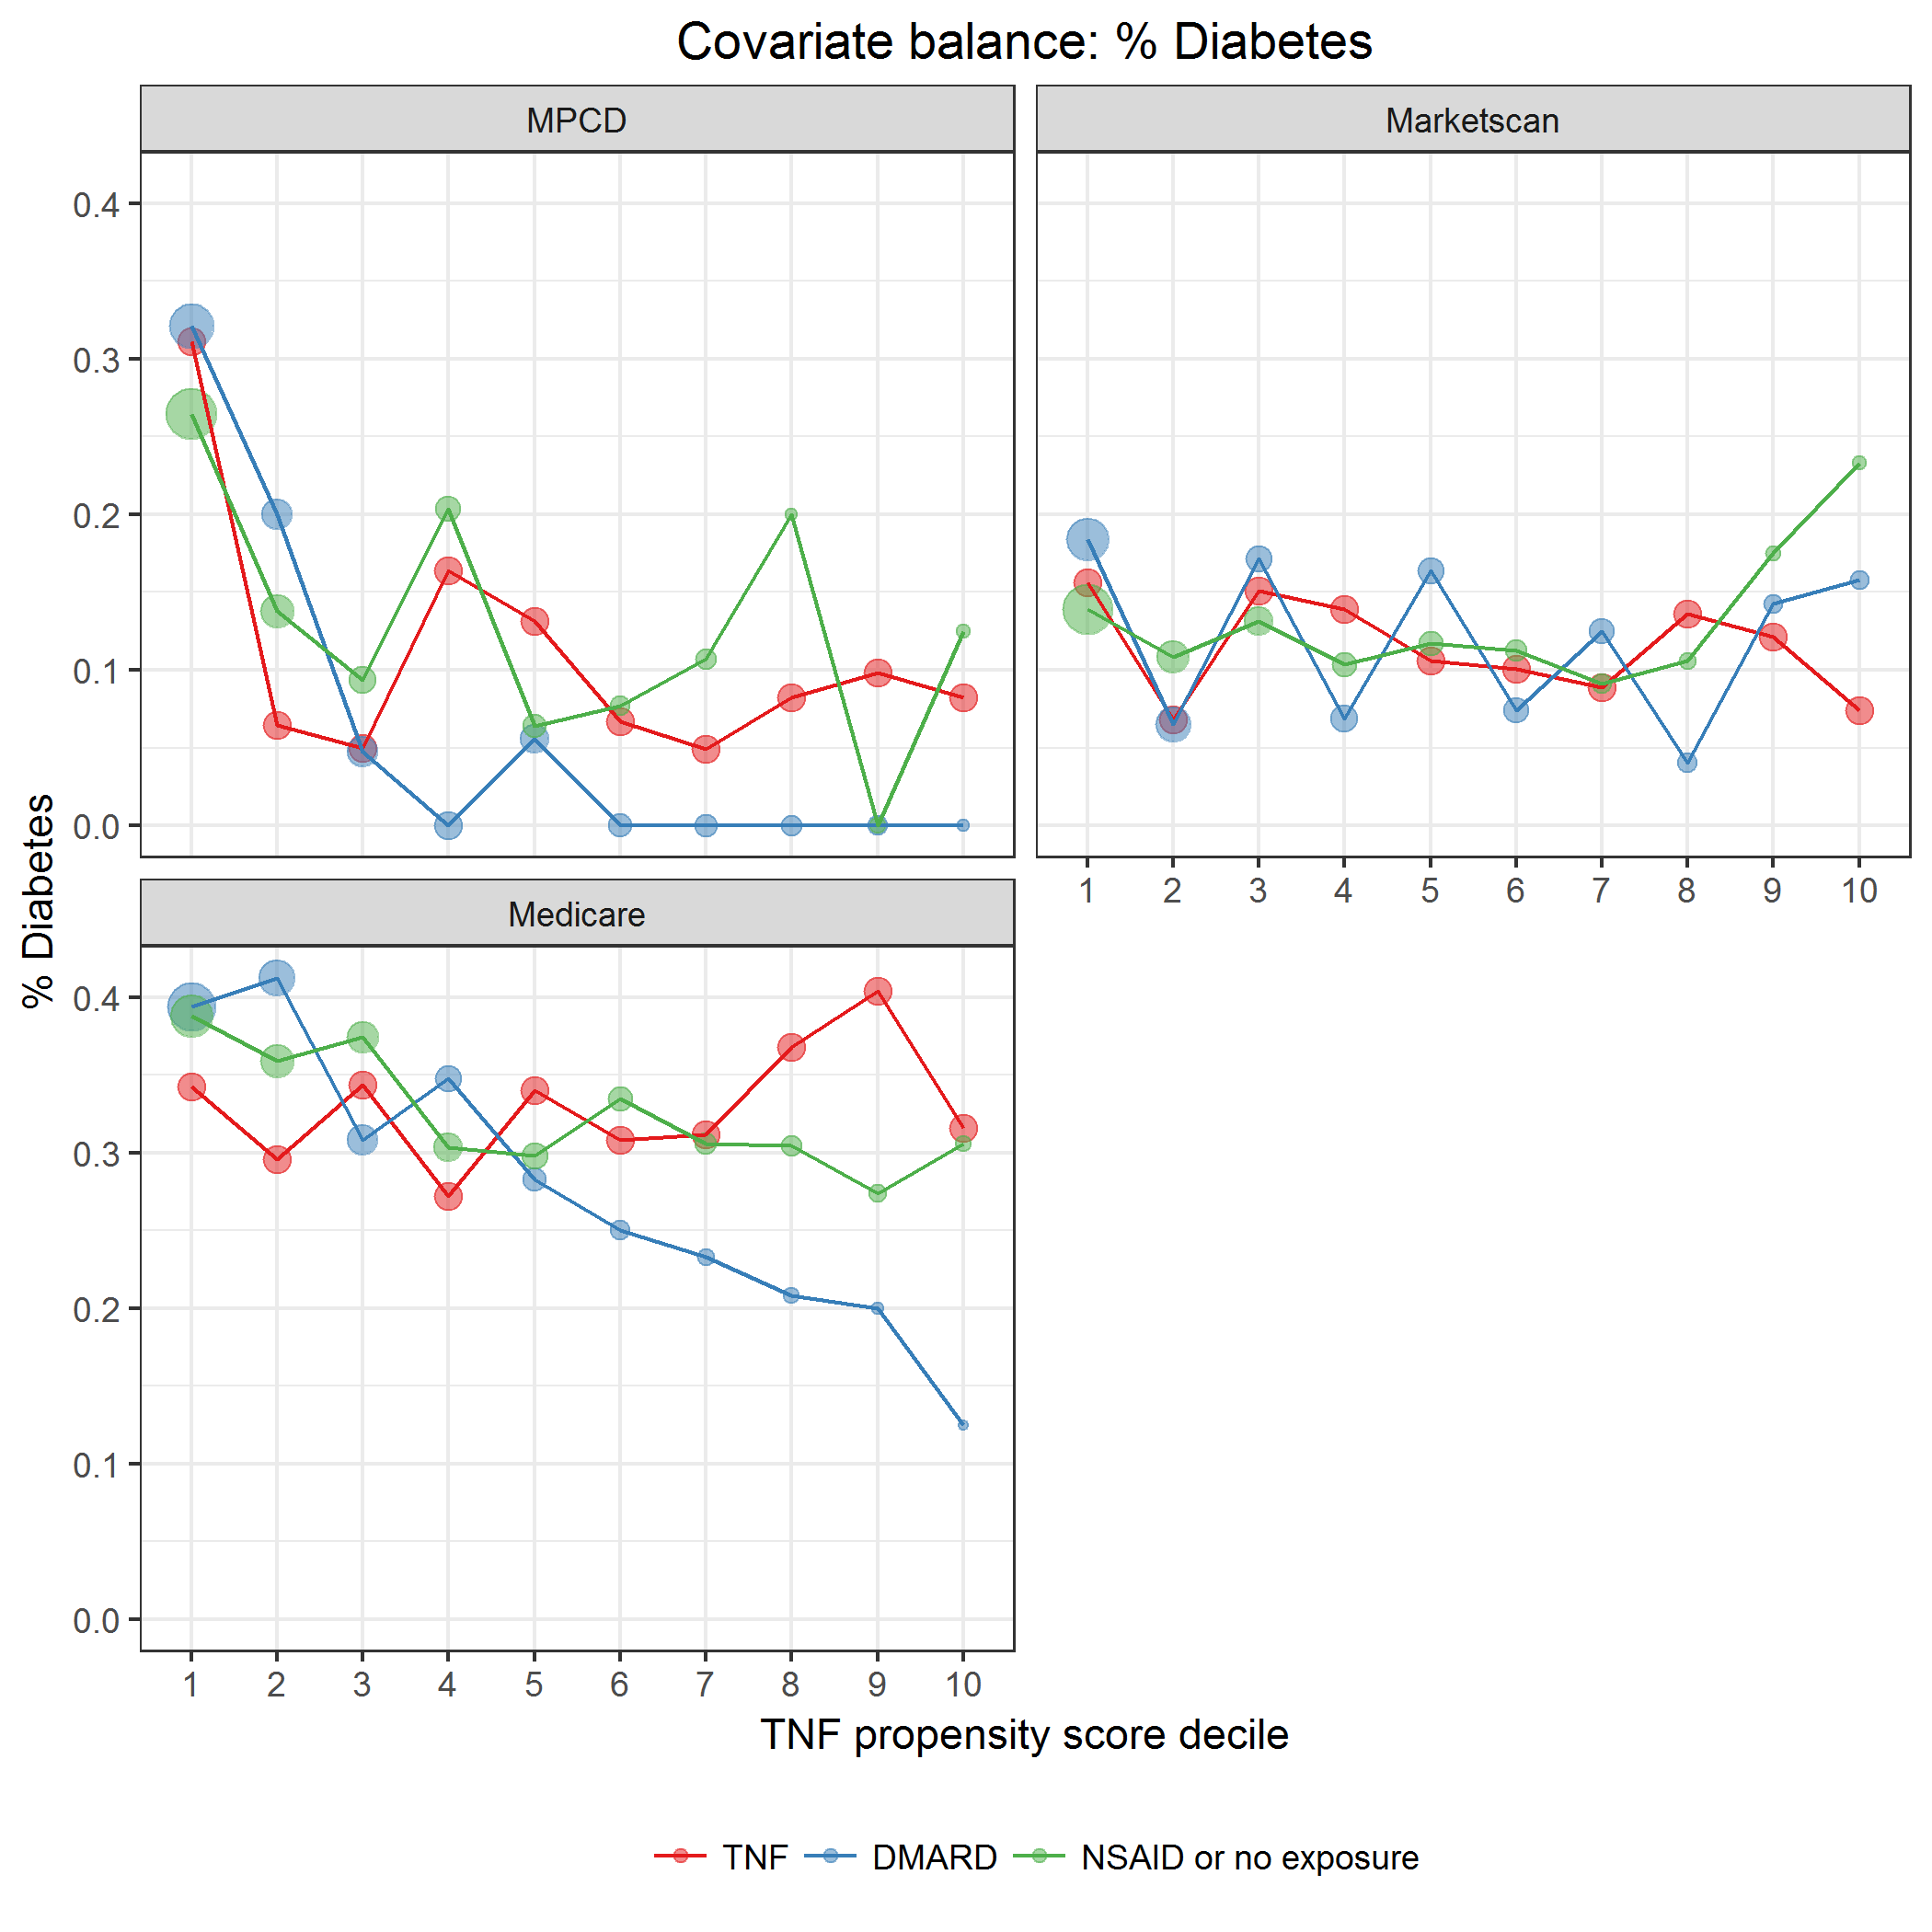 Covariate balance: % Diabetes
MPCD
Marketscan
0.4
0.3
0.2
0.1
0.0
1 2 3 4 5 6 7 8 9 10
Medicare
0.4
0.3
0.2
0.1
0.0
1 2 3 4 5 6 7 8 9 10
% Diabetes
TNF propensity score decile
TNF DMARD NSAID or no exposure